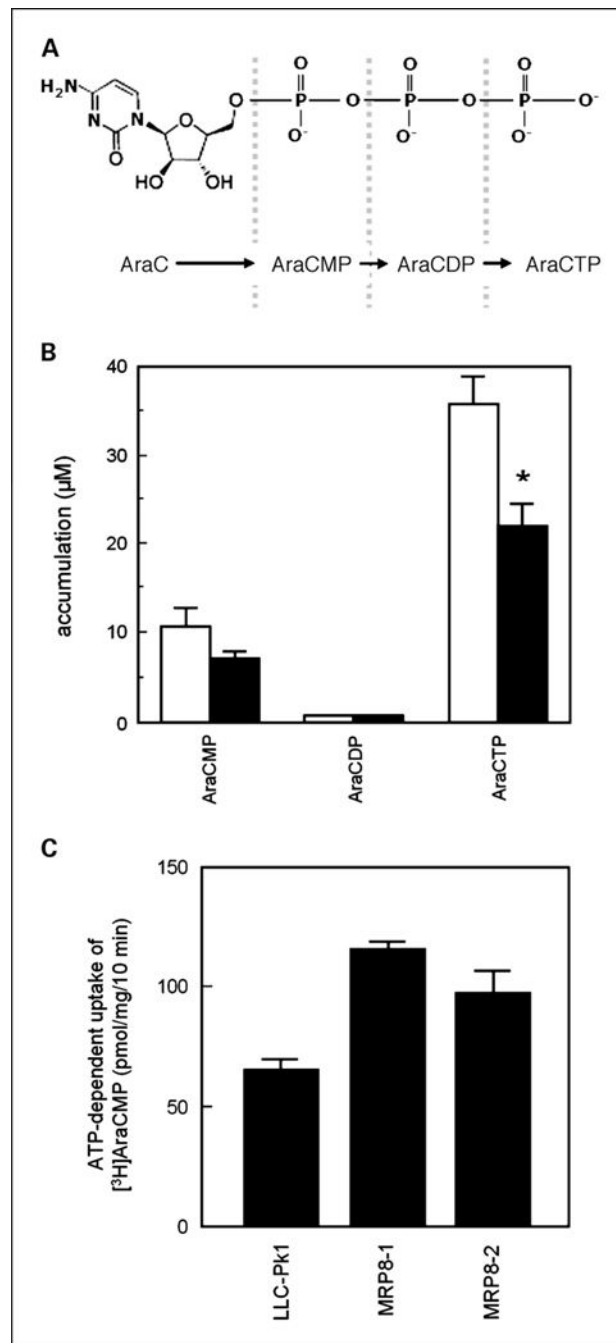 A
NH₂
N
N
O
O
HO
OH
O
O
P
O⁻
O
O
P
O⁻
O
O
P
O⁻
O⁻
AraC → AraCMP → AraCDP → AraCTP
B
accumulation (µM)
40
30
20
10
0
*
AraCMP
AraCDP
AraCTP
C
ATP-dependent uptake of
[³H]AraCMP (pmol/mg/10 min)
150
100
50
0
LLC-Pk1
MRP8-1
MRP8-2